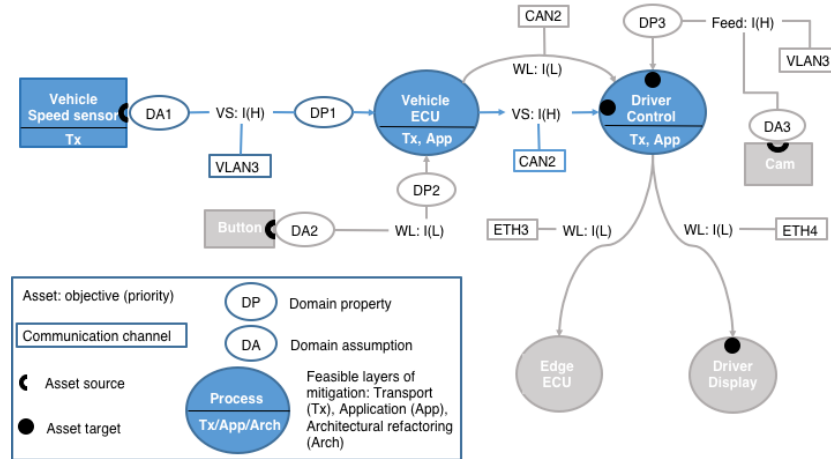 CAN2
DP3
Feed: I(H)
VLAN3
WL: I(L)
Vehicle
Speed sensor
Tx
DA1
VS: I(H)
DP1
Vehicle
ECU
Tx, App
VS: I(H)
CAN2
Driver
Control
Tx, App
DA3
Cam
VLAN3
DP2
Button
DA2
WL: I(L)
ETH3
WL: I(L)
WL: I(L)
ETH4
Edge
ECU
Driver
Display
Asset: objective (priority)
Communication channel
Asset source
Asset target
DP
Domain property
DA
Domain assumption
Process
Tx/App/Arch
Feasible layers of
mitigation: Transport
(Tx), Application (App),
Architectural refactoring
(Arch)